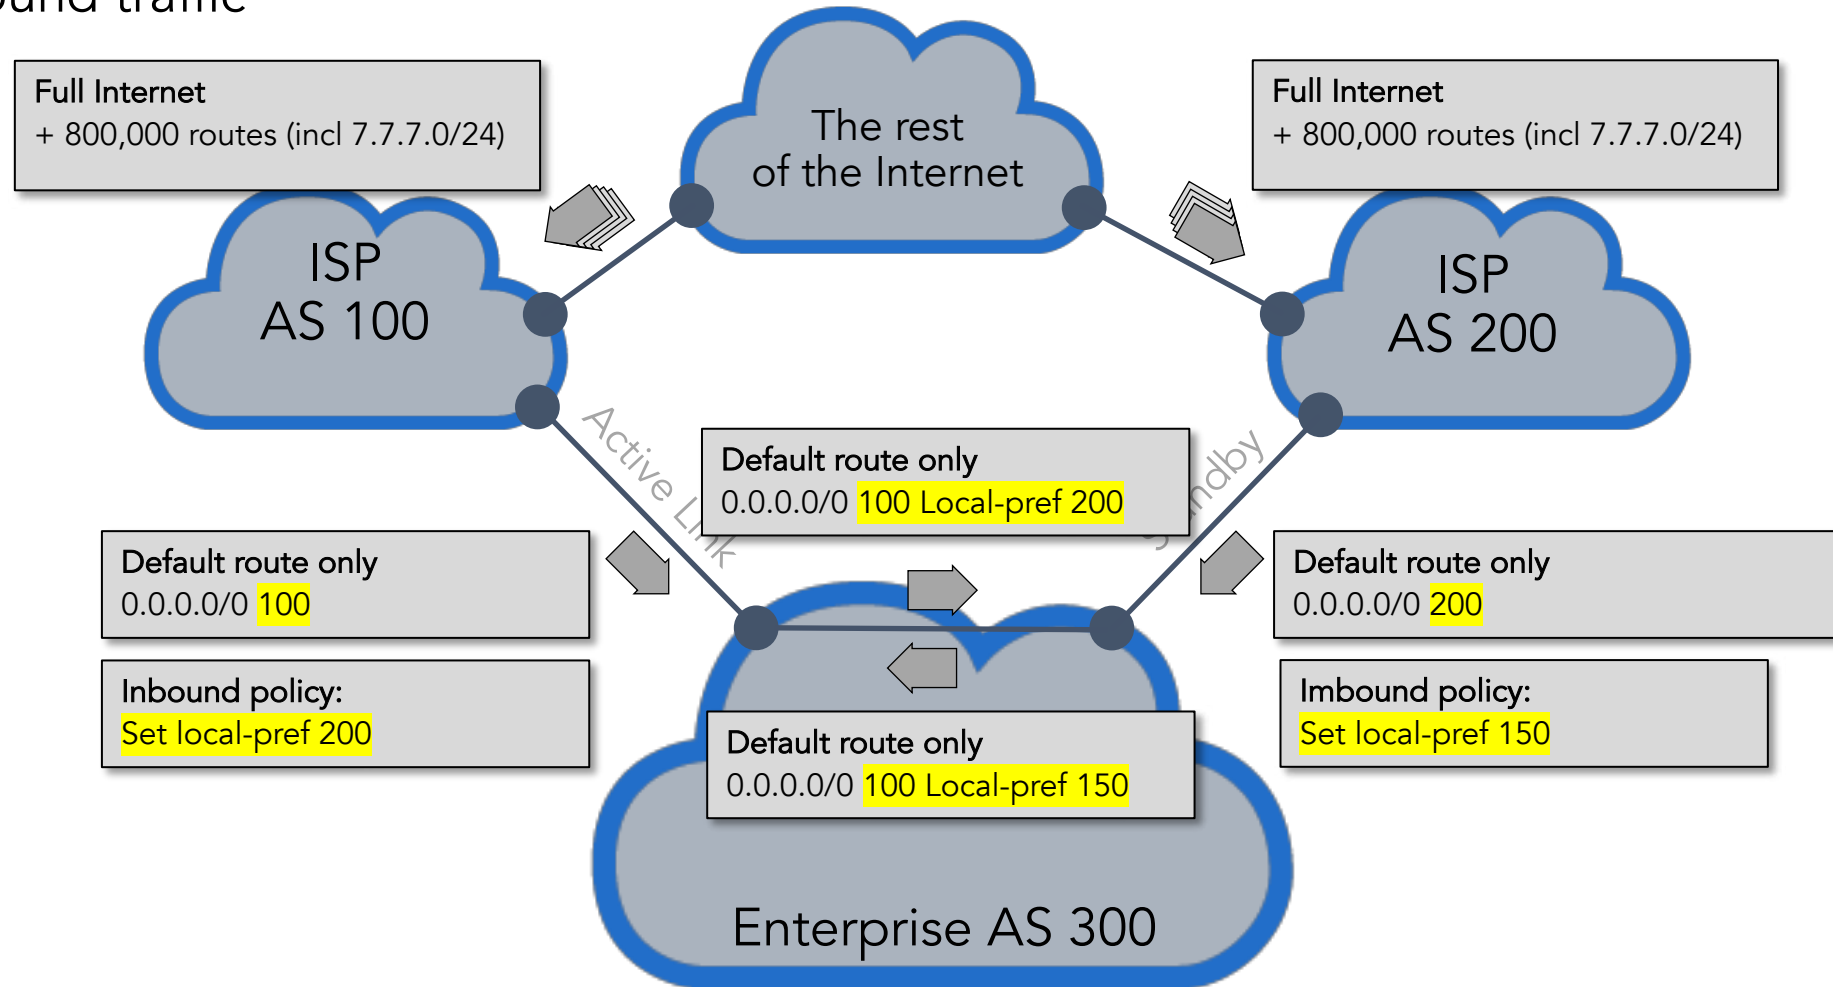 ound traffic
Full Internet
+ 800,000 routes (incl 7.7.7.0/24)
The rest
of the Internet
Full Internet
+ 800,000 routes (incl 7.7.7.0/24)
ISP
AS 100
ISP
AS 200
Active Link
Default route only
0.0.0.0/0 100 Local-pref 200
ndby
Default route only
0.0.0.0/0 100
Default route only
0.0.0.0/0 200
Inbound policy:
Set local-pref 200
Imbound policy:
Set local-pref 150
Default route only
0.0.0.0/0 100 Local-pref 150
Enterprise AS 300